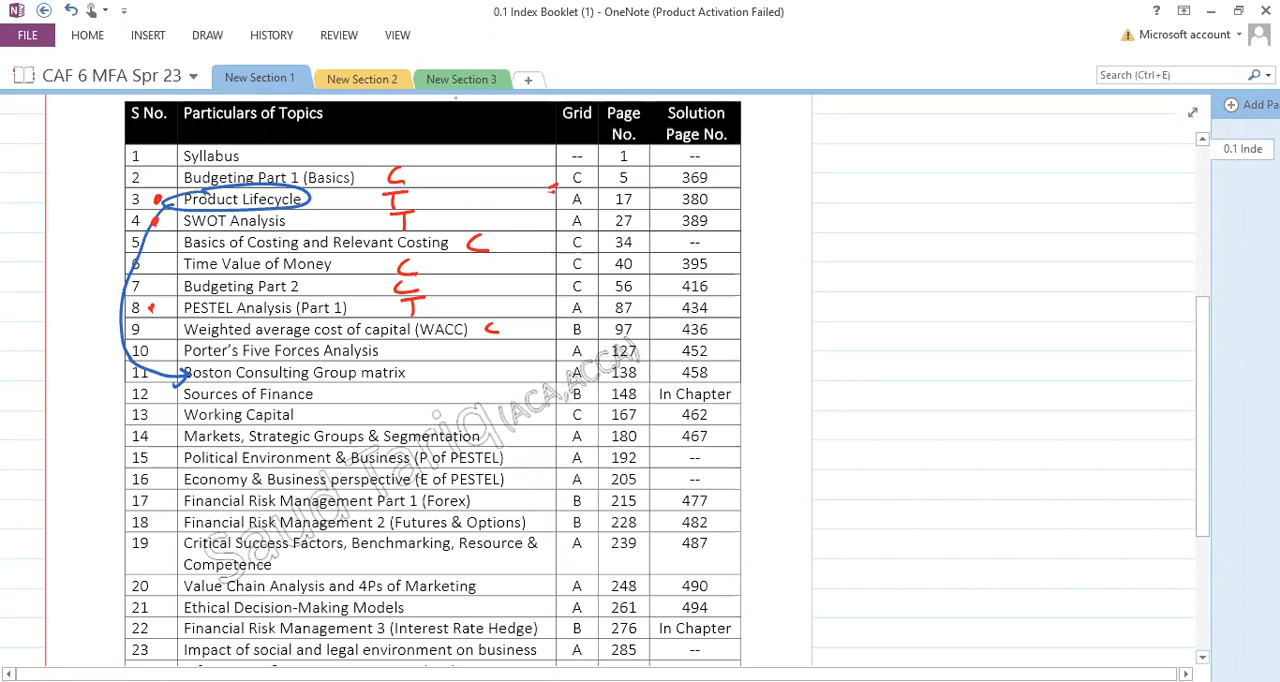 0.1 Index Booklet (1) - OneNote (Product Activation Failed)
FILE HOME INSERT DRAW HISTORY REVIEW VIEW Microsoft account
CAF 6 MFA Spr 23 New Section 1 New Section 2 New Section 3 Search (Ctrl+E)
Add Pa
0.1 Inde
S No. Particulars of Topics Grid Page No. Solution Page No.
1 Syllabus -- 1 --
2 Budgeting Part 1 (Basics) C C 5 369
3 Product Lifecycle T A 17 380
4 SWOT Analysis T A 27 389
5 Basics of Costing and Relevant Costing C C 34 --
6 Time Value of Money C C 40 395
7 Budgeting Part 2 C C 56 416
8 PESTEL Analysis (Part 1) T A 87 434
9 Weighted average cost of capital (WACC) C B 97 436
10 Porter's Five Forces Analysis A 127 452
11 Boston Consulting Group matrix A 138 458
12 Sources of Finance B 148 In Chapter
13 Working Capital C 167 462
14 Markets, Strategic Groups & Segmentation A 180 467
15 Political Environment & Business (P of PESTEL) A 192 --
16 Economy & Business perspective (E of PESTEL) A 205 --
17 Financial Risk Management Part 1 (Forex) B 215 477
18 Financial Risk Management 2 (Futures & Options) B 228 482
19 Critical Success Factors, Benchmarking, Resource & A 239 487
Competence
20 Value Chain Analysis and 4Ps of Marketing A 248 490
21 Ethical Decision-Making Models A 261 494
22 Financial Risk Management 3 (Interest Rate Hedge) B 276 In Chapter
23 Impact of social and legal environment on business A 285 --
Saud Tariq (ACA,ACCA)